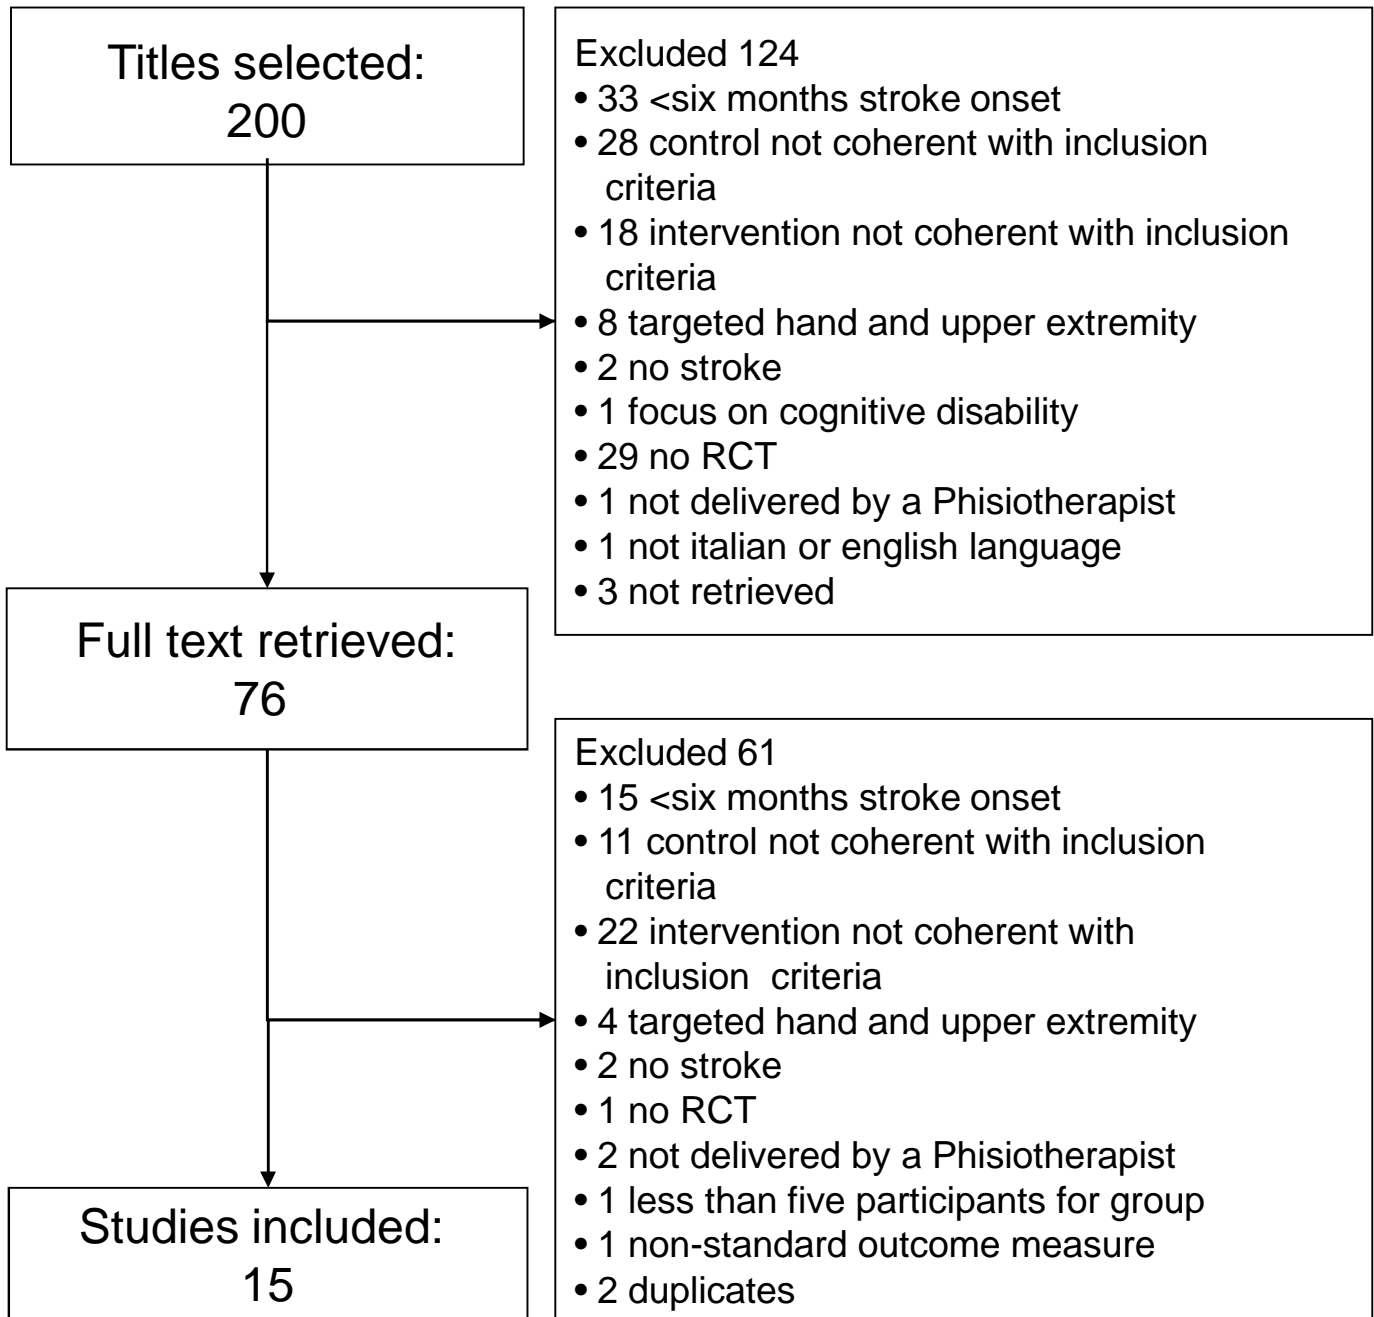 Titles selected:
200
Excluded 124
• 33 <six months stroke onset
• 28 control not coherent with inclusion
criteria
• 18 intervention not coherent with inclusion
criteria
• 8 targeted hand and upper extremity
• 2 no stroke
• 1 focus on cognitive disability
• 29 no RCT
• 1 not delivered by a Phisiotherapist
• 1 not italian or english language
• 3 not retrieved
Full text retrieved:
76
Excluded 61
• 15 <six months stroke onset
• 11 control not coherent with inclusion
criteria
• 22 intervention not coherent with
inclusion criteria
• 4 targeted hand and upper extremity
• 2 no stroke
• 1 no RCT
• 2 not delivered by a Phisiotherapist
• 1 less than five participants for group
• 1 non-standard outcome measure
• 2 duplicates
Studies included:
15